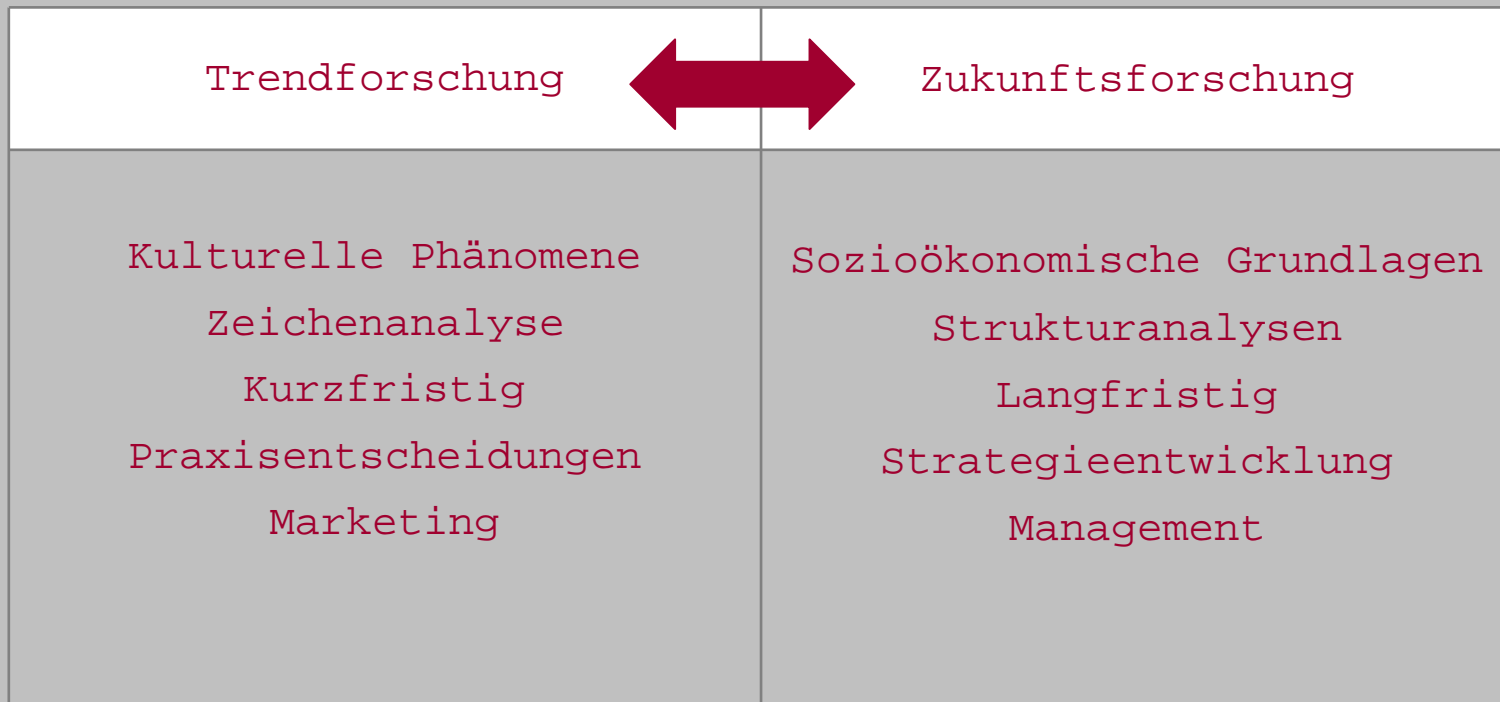 Trendforschung
Zukunftsforschung
Kulturelle Phänomene
Zeichenanalyse
Kurzfristig
Praxisentscheidungen
Marketing
Sozioökonomische Grundlagen
Strukturanalysen
Langfristig
Strategieentwicklung
Management